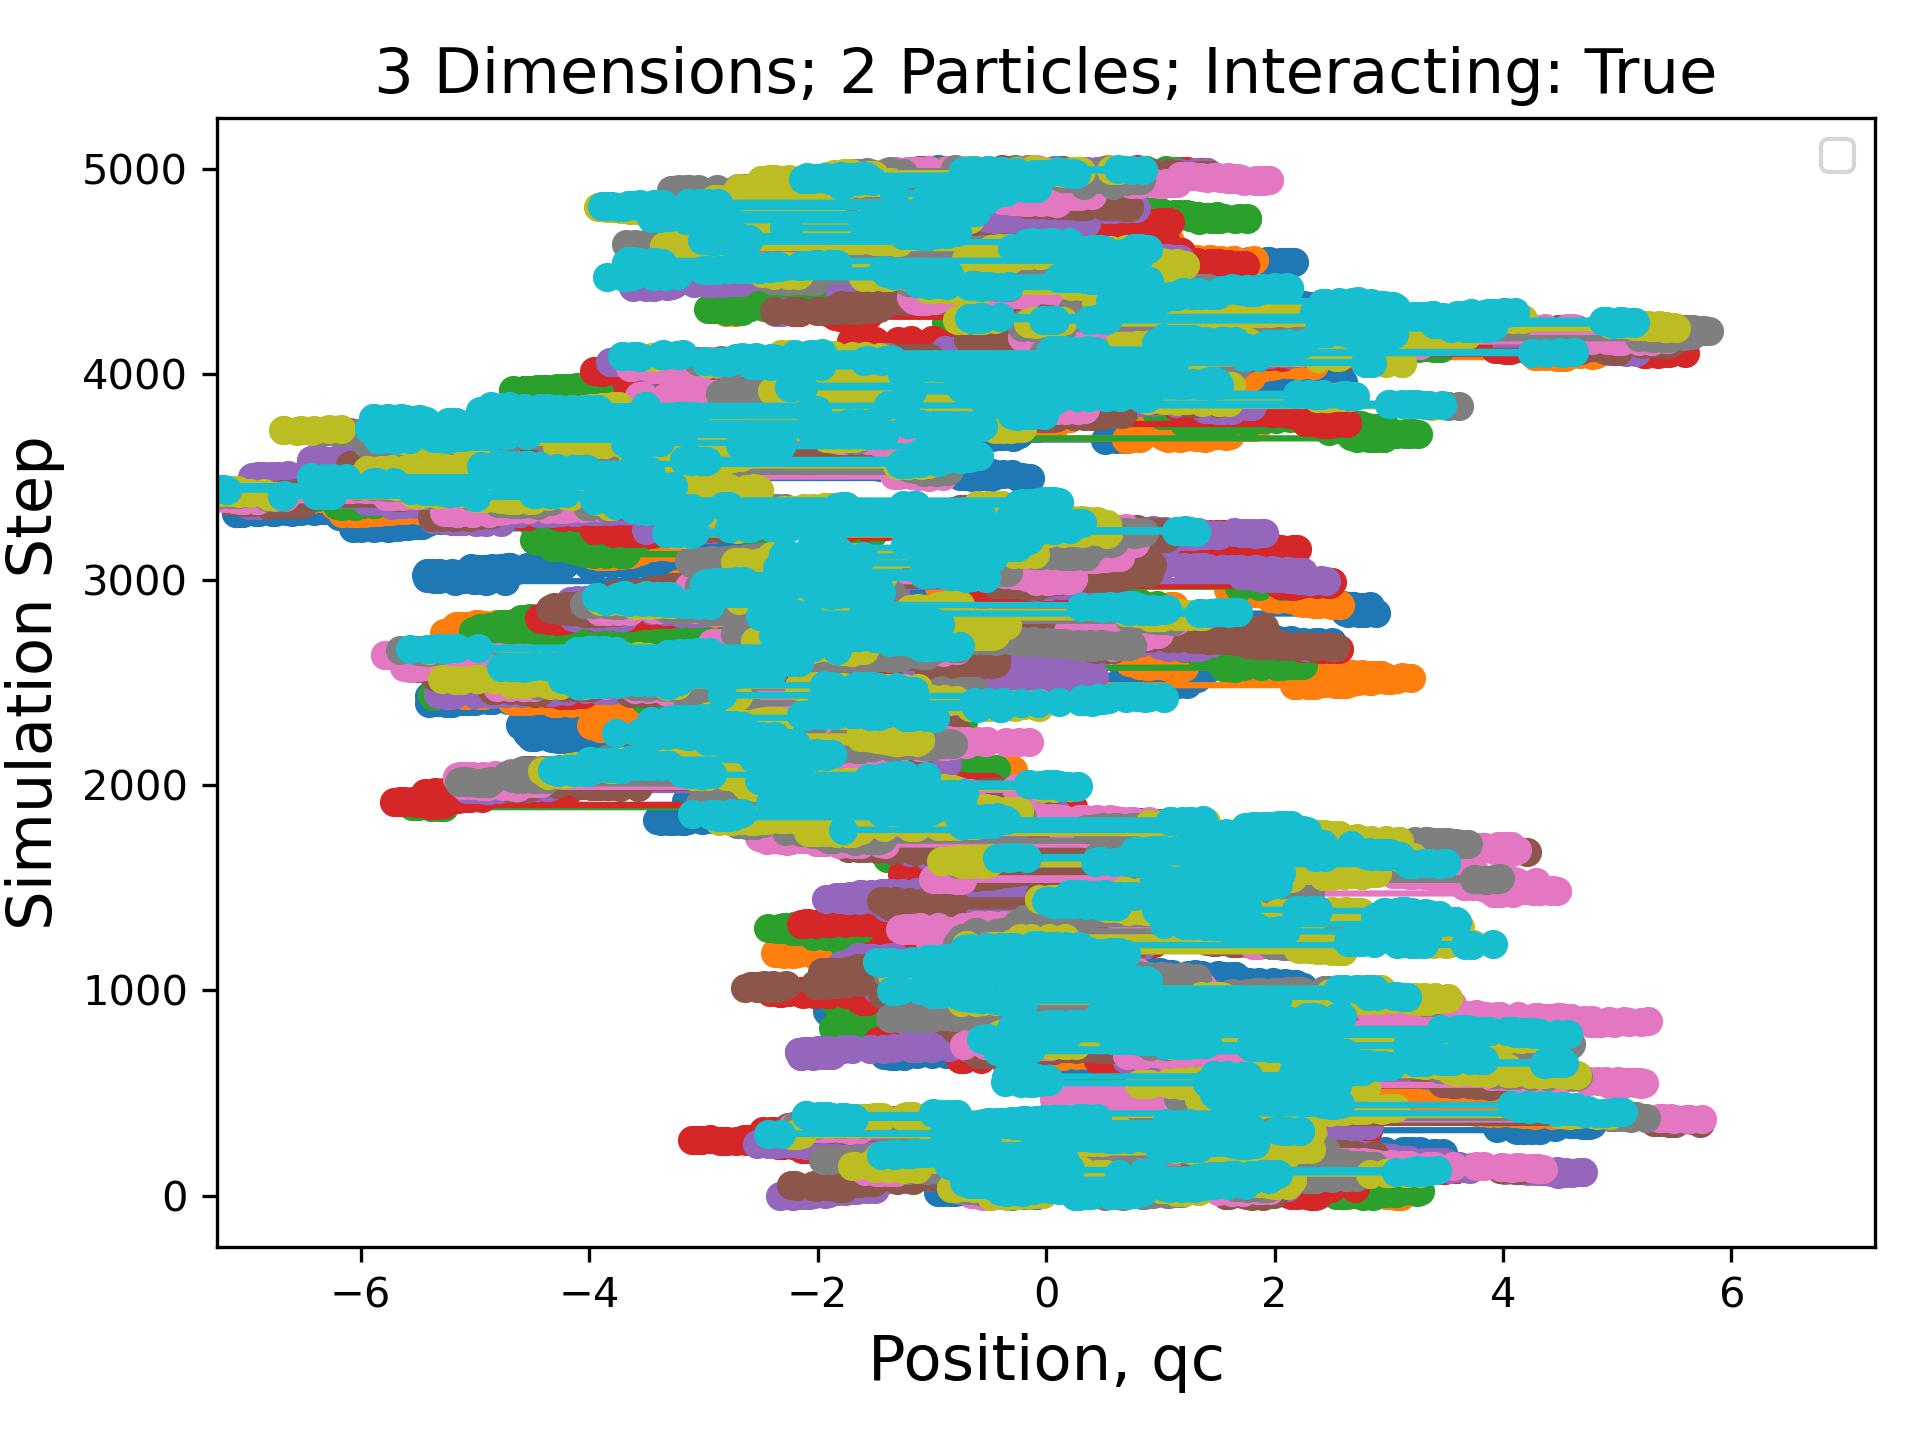 3 Dimensions; 2 Particles; Interacting: True
5000
4000
3000
2000
1000
0
Simulation Step
−6 −4 −2 0 2 4 6
Position, qc